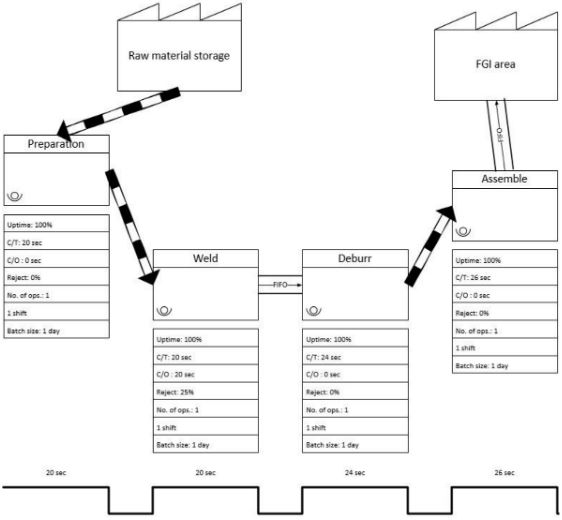 Raw material storage
FGI area
FIFO
Preparation
Uptime: 100%
C/T: 20 sec
C/O : 0 sec
Reject: 0%
No. of ops.: 1
1 shift
Batch size: 1 day
Weld
FIFO
Deburr
Assemble
Uptime: 100%
C/T: 20 sec
C/O : 20 sec
Reject: 25%
No. of ops.: 1
1 shift
Batch size: 1 day
Uptime: 100%
C/T: 24 sec
C/O : 0 sec
Reject: 0%
No. of ops.: 1
1 shift
Batch size: 1 day
Uptime: 100%
C/T: 26 sec
C/O : 0 sec
Reject: 0%
No. of ops.: 1
1 shift
Batch size: 1 day
20 sec
20 sec
24 sec
26 sec